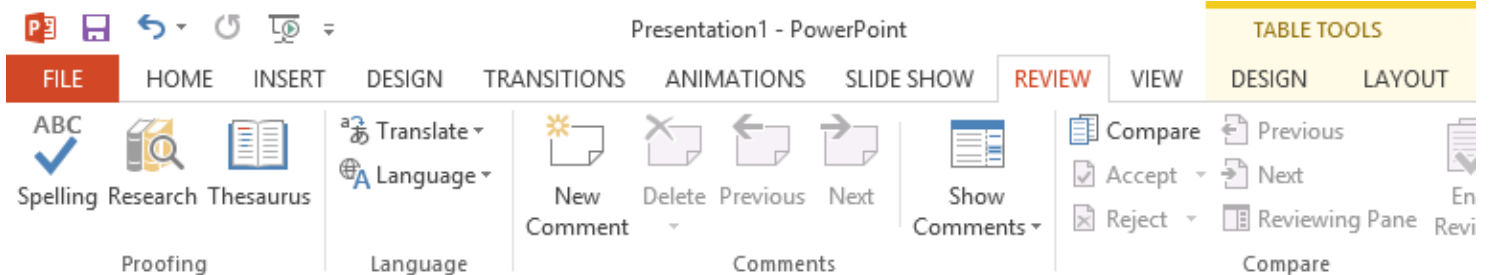 Presentation1 - PowerPoint
TABLE TOOLS
FILE HOME INSERT DESIGN TRANSITIONS ANIMATIONS SLIDE SHOW REVIEW VIEW DESIGN LAYOUT
ABC
Spelling
Research
Thesaurus
Proofing
Translate
Language
Language
New
Comment
Delete
Previous
Next
Show
Comments
Comments
Compare
Accept
Reject
Previous
Next
Reviewing Pane
En
Revi
Compare